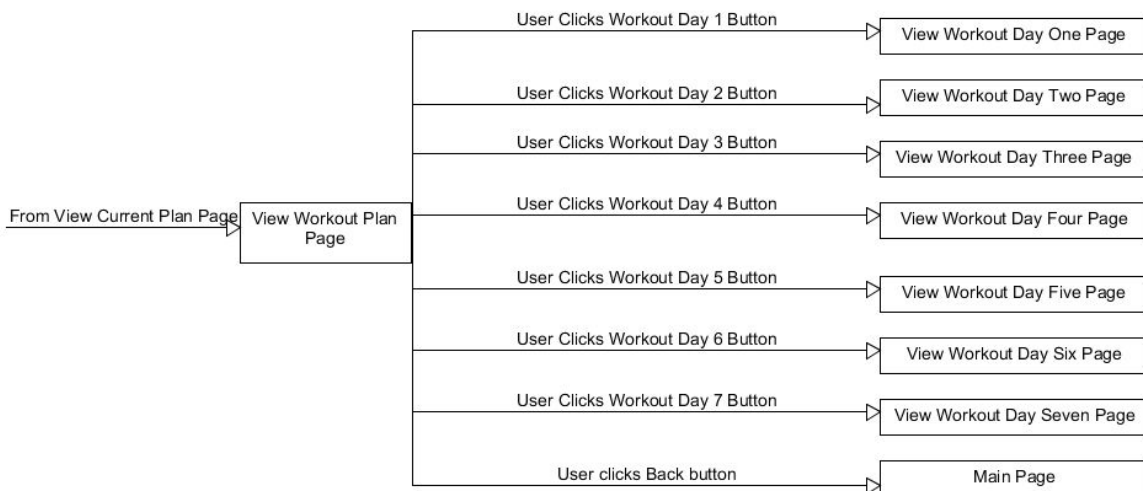 User Clicks Workout Day 1 Button
View Workout Day One Page
User Clicks Workout Day 2 Button
View Workout Day Two Page
User Clicks Workout Day 3 Button
View Workout Day Three Page
From View Current Plan Page
View Workout Plan
Page
User Clicks Workout Day 4 Button
View Workout Day Four Page
User Clicks Workout Day 5 Button
View Workout Day Five Page
User Clicks Workout Day 6 Button
View Workout Day Six Page
User Clicks Workout Day 7 Button
View Workout Day Seven Page
User clicks Back button
Main Page